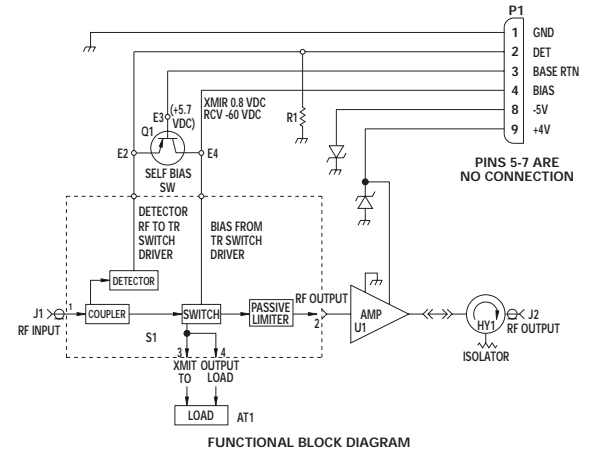 P1
1 GND
2 DET
3 BASE RTN
4 BIAS
8 -5V
9 +4V
PINS 5-7 ARE
NO CONNECTION
E3 (+5.7
VDC)
XMIR 0.8 VDC
RCV -60 VDC
R1
Q1
E2
E4
SELF BIAS
SW
DETECTOR
RF TO TR
SWITCH
DRIVER
BIAS FROM
TR SWITCH
DRIVER
DETECTOR
J1
1
RF INPUT
COUPLER
SWITCH
PASSIVE
LIMITER
RF OUTPUT
2
AMP
U1
HY1
J2
RF OUTPUT
ISOLATOR
S1
3 4
XMIT OUTPUT
TO LOAD
LOAD
AT1
FUNCTIONAL BLOCK DIAGRAM